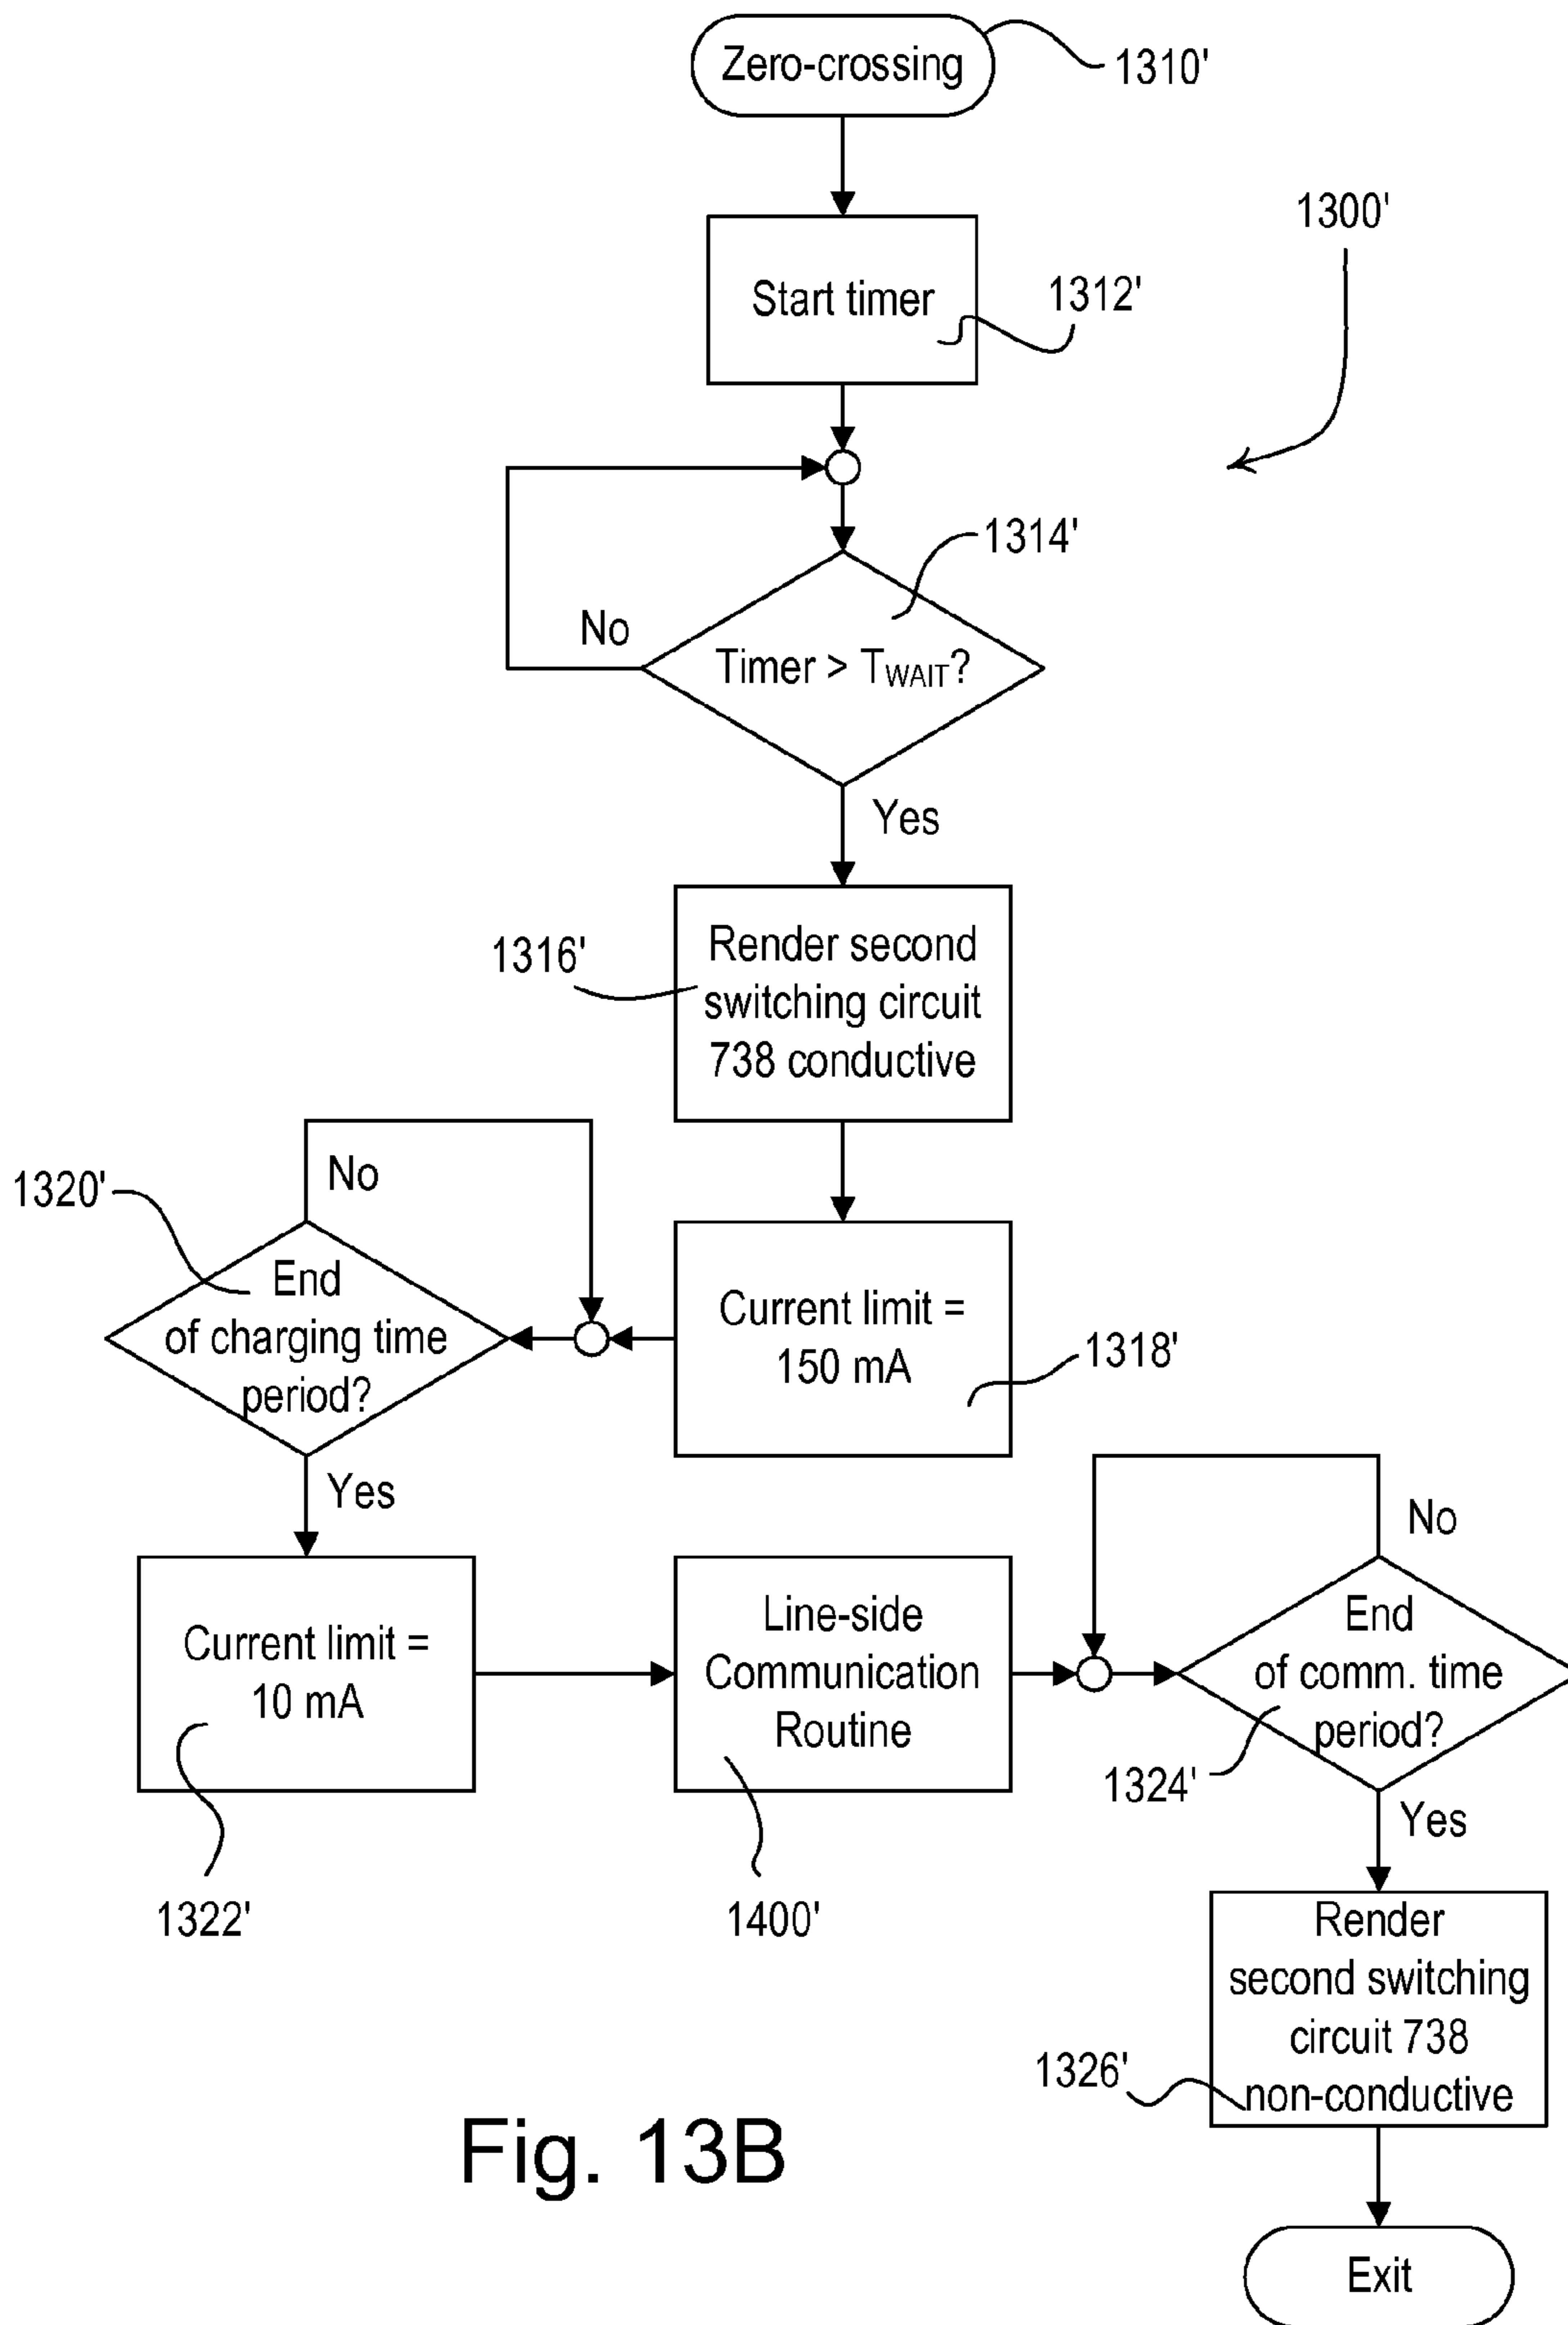 Zero-crossing
1310'
1300'
Start timer
1312'
1314'
No
Timer > TWAIT?
Yes
1316'
Render second
switching circuit
738 conductive
1320'
No
End
of charging time
period?
Current limit =
150 mA
1318'
Yes
No
Current limit =
10 mA
Line-side
Communication
Routine
End
of comm. time
period?
1324'
Yes
1322'
1400'
Render
second switching
circuit 738
non-conductive
1326'
Fig. 13B
Exit